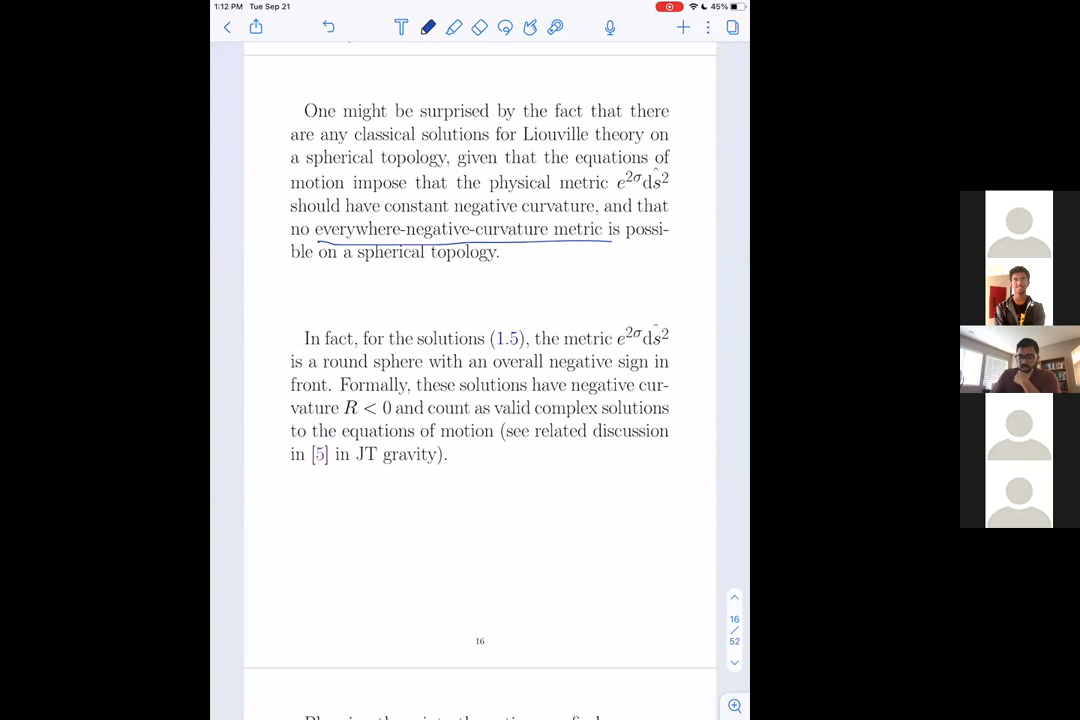 1:12 PM Tue Sep 21
45%
T
One might be surprised by the fact that there
are any classical solutions for Liouville theory on
a spherical topology, given that the equations of
motion impose that the physical metric e^{2σ}dŝ^2
should have constant negative curvature, and that
no everywhere-negative-curvature metric is possi-
ble on a spherical topology.
In fact, for the solutions (1.5), the metric e^{2σ}dŝ^2
is a round sphere with an overall negative sign in
front. Formally, these solutions have negative cur-
vature R < 0 and count as valid complex solutions
to the equations of motion (see related discussion
in [5] in JT gravity).
16
/
52
16